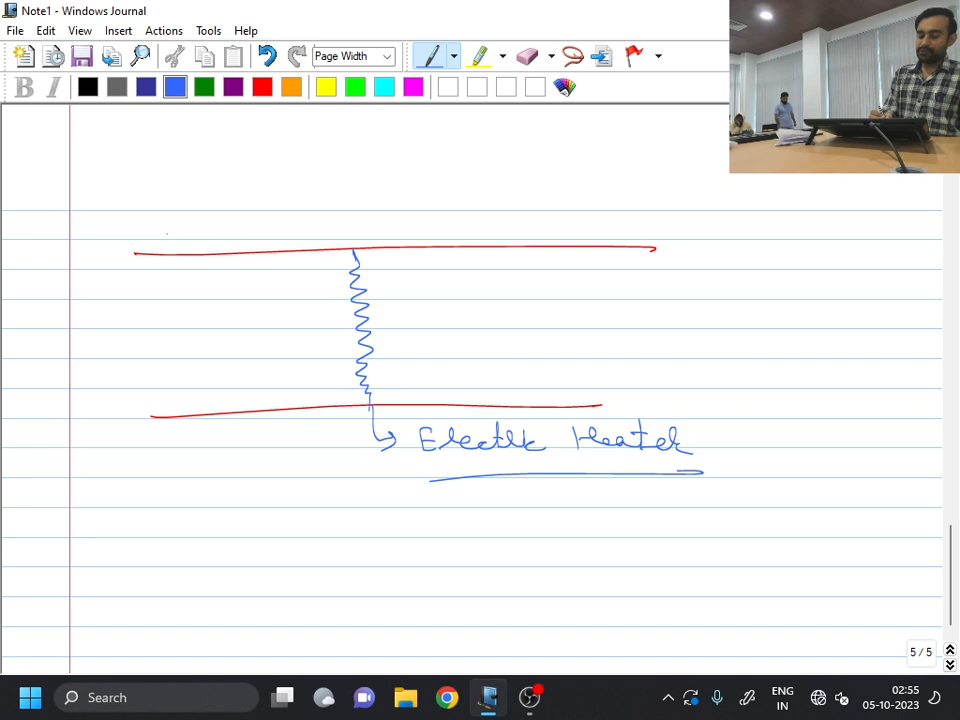 Note1 - Windows Journal
File Edit View Insert Actions Tools Help
Page Width
B I
Electric Heater
5 / 5
Search
ENG
IN
02:55
05-10-2023